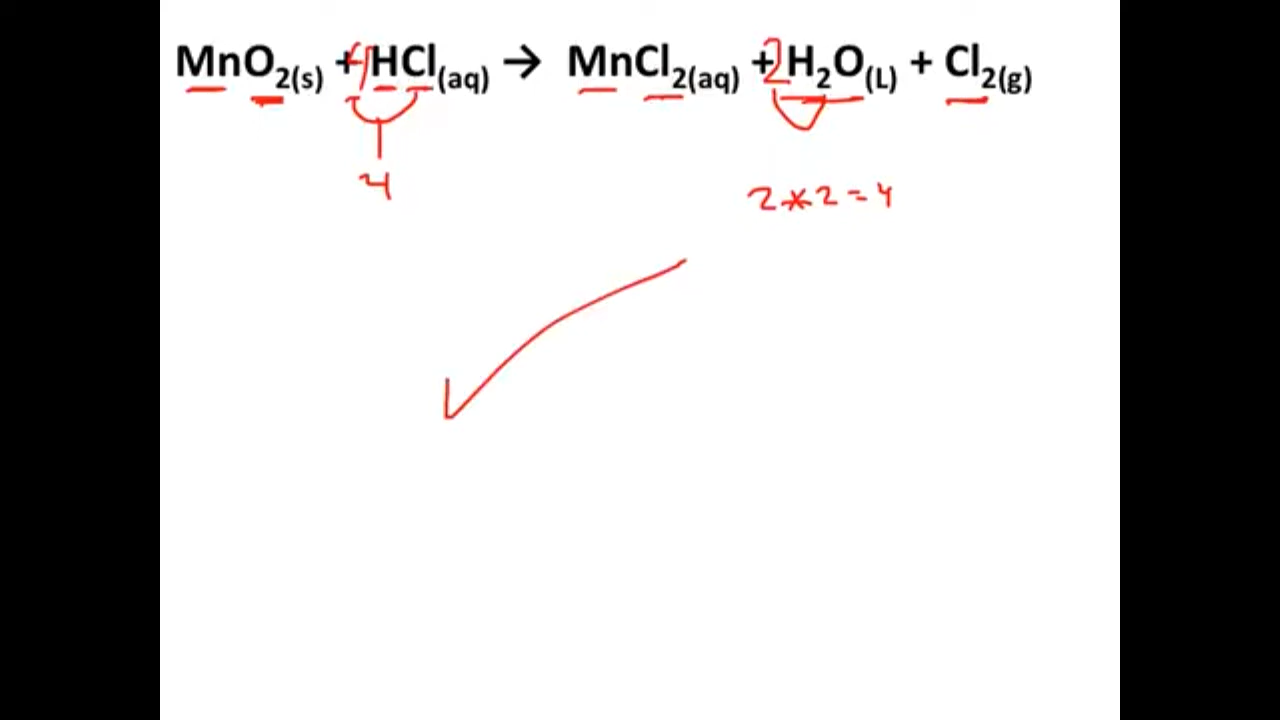 MnO2(s) + 4HCl(aq) → MnCl2(aq) + 2H2O(L) + Cl2(g)
4
2*2=4